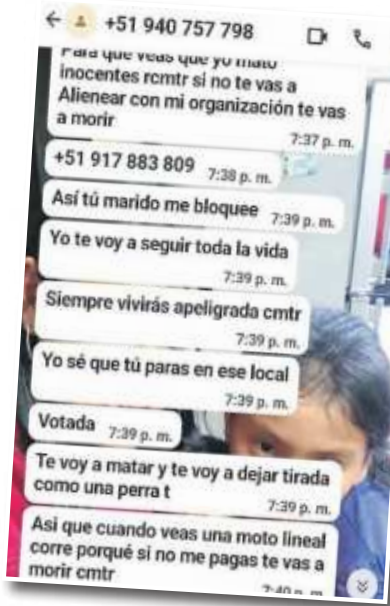 +51 940 757 798
Para que veas que yo mato
inocentes rcmtr si no te vas a
Alienear con mi organización te vas
a morir
7:37 p. m.
+51 917 883 809 7:38 p. m.
Así tú marido me bloquee 7:39 p. m.
Yo te voy a seguir toda la vida
7:39 p. m.
Siempre vivirás apeligrada cmtr
7:39 p. m.
Yo sé que tú paras en ese local
7:39 p. m.
Votada 7:39 p. m.
Te voy a matar y te voy a dejar tirada
como una perra t
7:39 p. m.
Asi que cuando veas una moto lineal
corre porqué si no me pagas te vas a
morir cmtr
7:40 p. m.